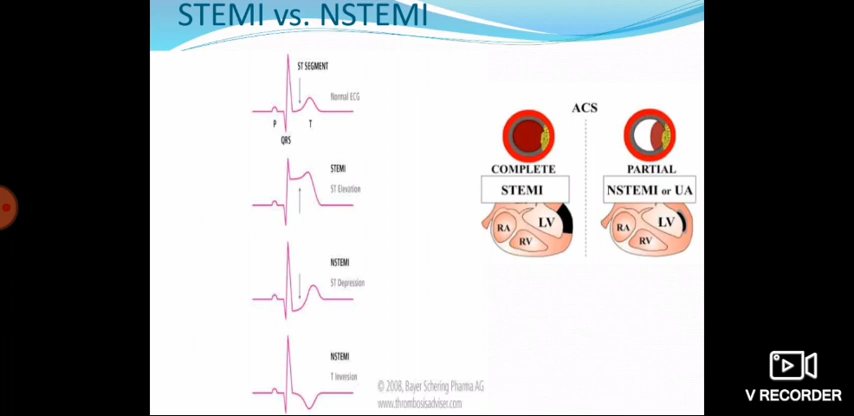 STEMI vs. NSTEMI
ST SEGMENT
Normal ECG
P
T
QRS
STEMI
ST Elevation
NSTEMI
ST Depression
NSTEMI
T Inversion
© 2008, Bayer Schering Pharma AG
www.thrombosisadviser.com
ACS
COMPLETE
STEMI
RA
LV
RV
PARTIAL
NSTEMI or UA
RA
LV
RV
V RECORDER